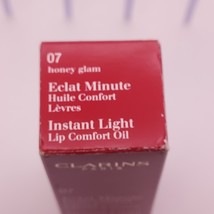 07
honey glam
Eclat Minute
Huile Confort
Lèvres
Instant Light
Lip Comfort Oil
CLARINS